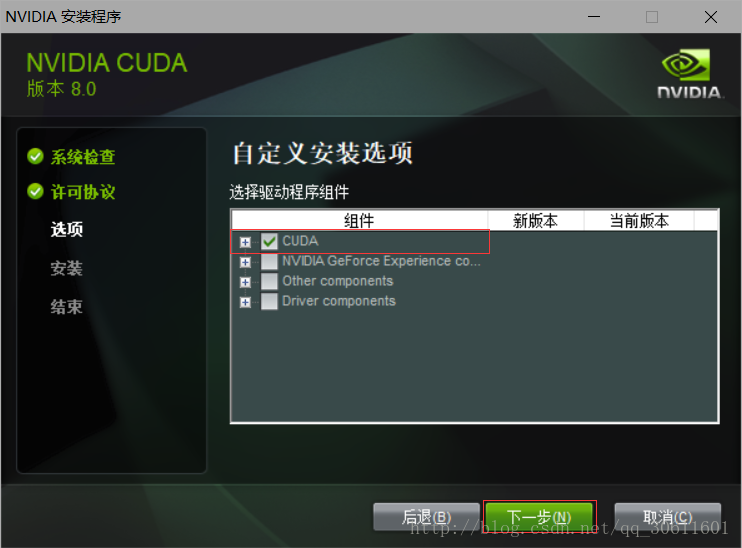 NVIDIA 安装程序
NVIDIA CUDA
版本 8.0
NVIDIA.
系统检查
许可协议
选项
安装
结束
自定义安装选项
选择驱动程序组件
组件 新版本 当前版本
CUDA
NVIDIA GeForce Experience co...
Other components
Driver components
后退(B) 下一步(N) 取消(C)
http://blog.csdn.net/qq_30611601